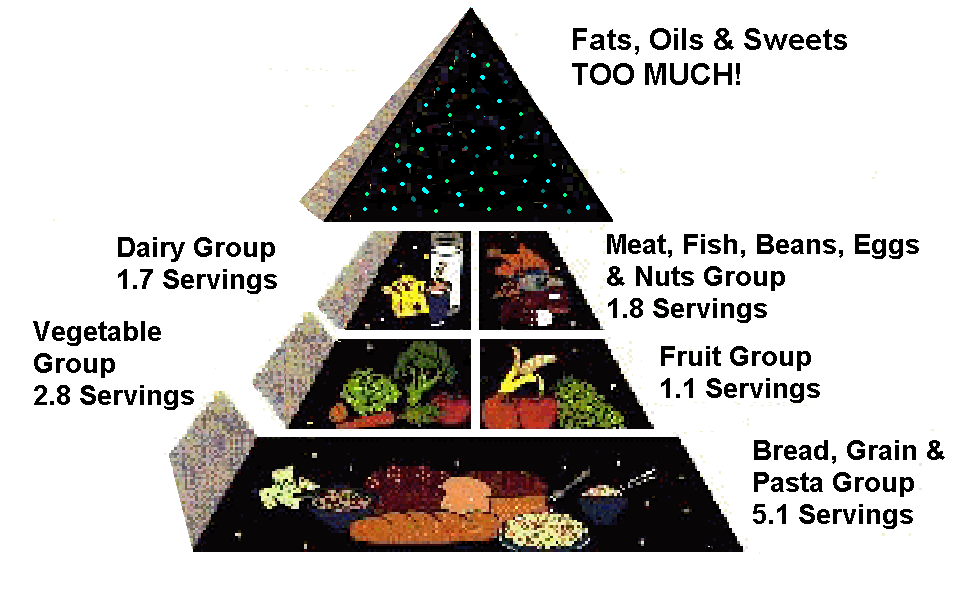 Fats, Oils & Sweets
TOO MUCH!
Dairy Group
1.7 Servings
Meat, Fish, Beans, Eggs
& Nuts Group
1.8 Servings
Vegetable
Group
2.8 Servings
Fruit Group
1.1 Servings
Bread, Grain &
Pasta Group
5.1 Servings